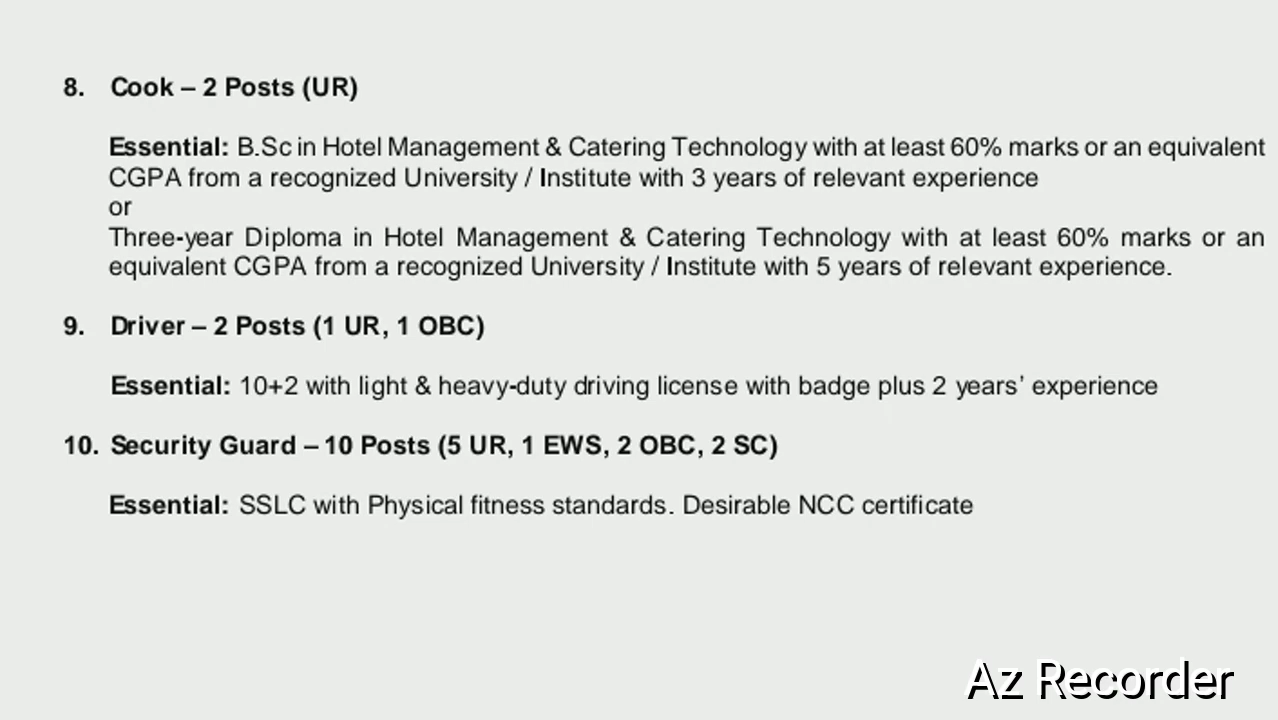 8. Cook – 2 Posts (UR)
Essential: B.Sc in Hotel Management & Catering Technology with at least 60% marks or an equivalent
CGPA from a recognized University / Institute with 3 years of relevant experience
or
Three-year Diploma in Hotel Management & Catering Technology with at least 60% marks or an
equivalent CGPA from a recognized University / Institute with 5 years of relevant experience.
9. Driver – 2 Posts (1 UR, 1 OBC)
Essential: 10+2 with light & heavy-duty driving license with badge plus 2 years’ experience
10. Security Guard – 10 Posts (5 UR, 1 EWS, 2 OBC, 2 SC)
Essential: SSLC with Physical fitness standards. Desirable NCC certificate
Az Recorder